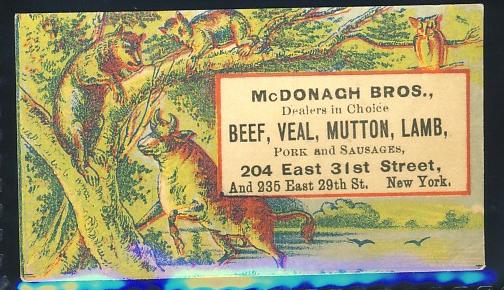 McDONAGH BROS.,
Dealers in Choice
BEEF, VEAL, MUTTON, LAMB,
PORK and SAUSAGES,
204 East 31st Street,
And 235 East 29th St. New York.